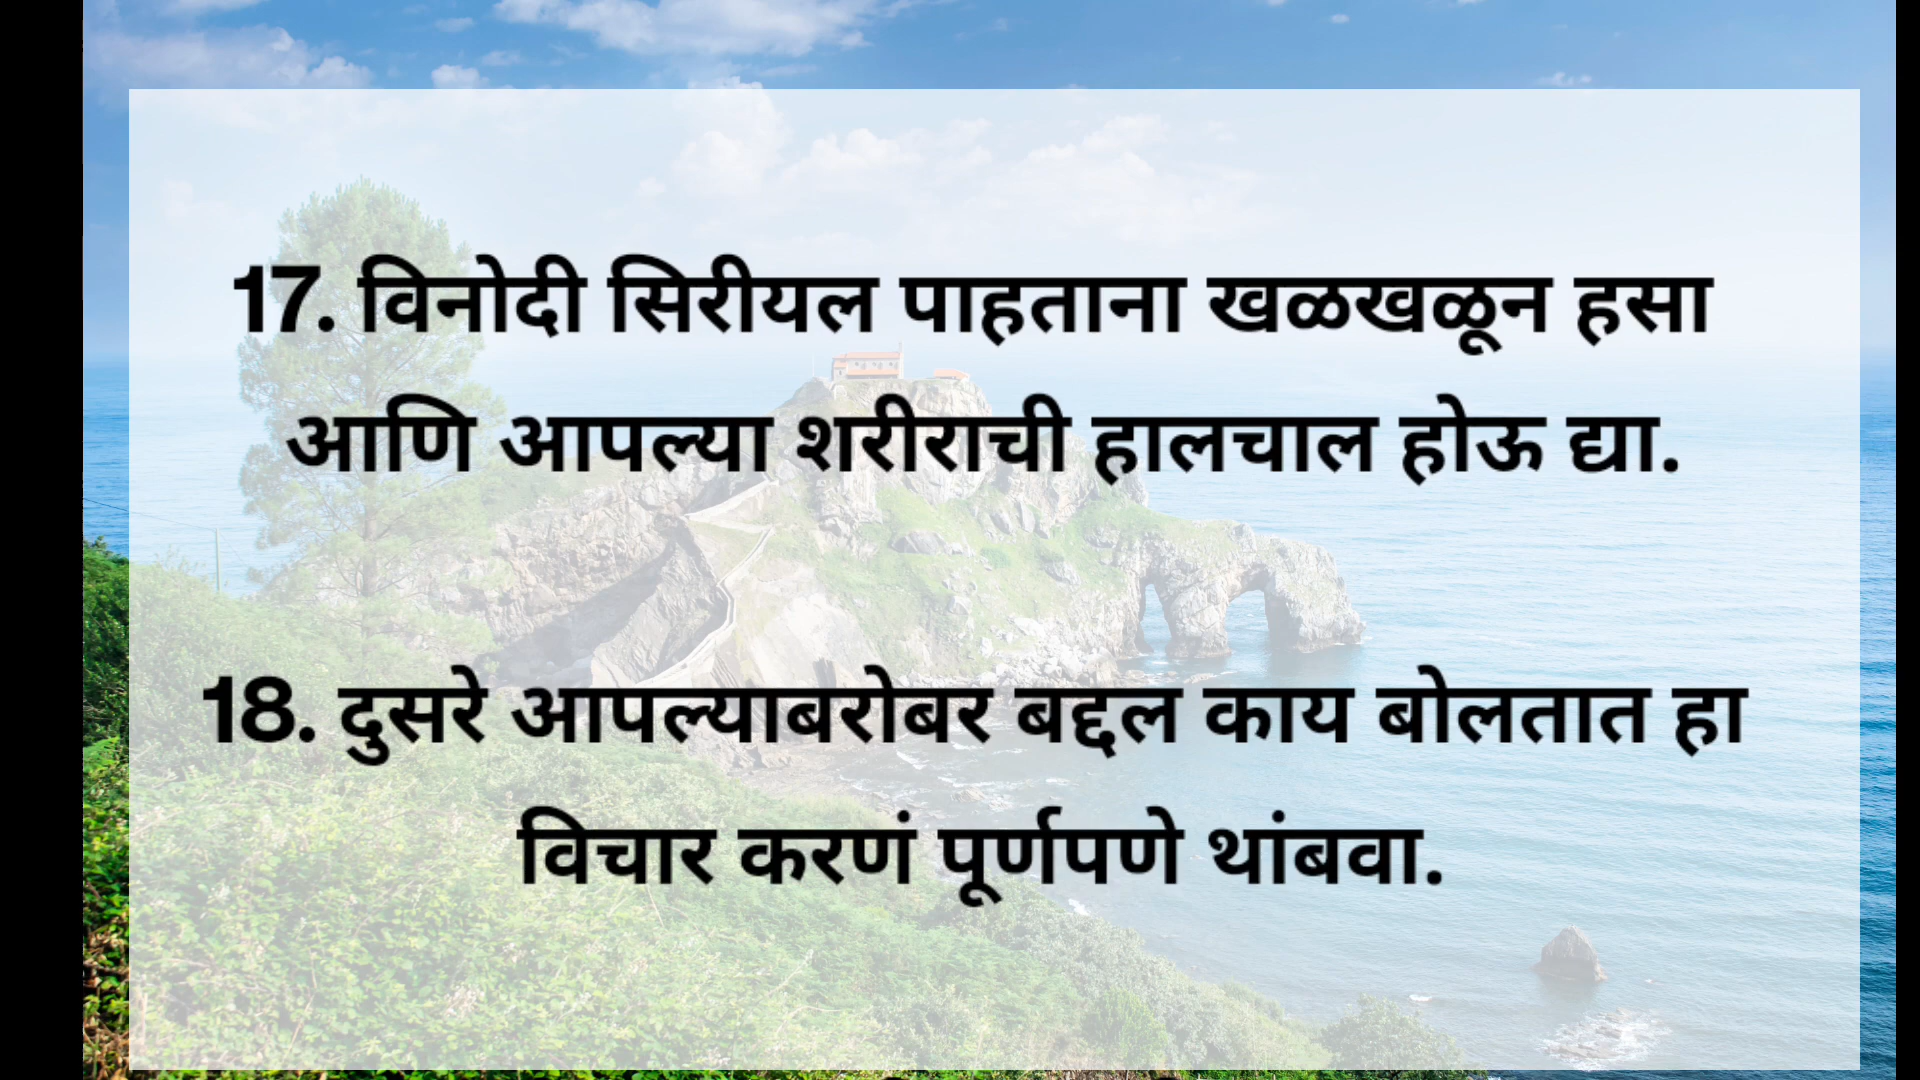 17. विनोदी सिरीयल पाहताना खळखळून हसा
आणि आपल्या शरीराची हालचाल होऊ द्या.
18. दुसरे आपल्याबरोबर बद्दल काय बोलतात हा
विचार करणं पूर्णपणे थांबवा.